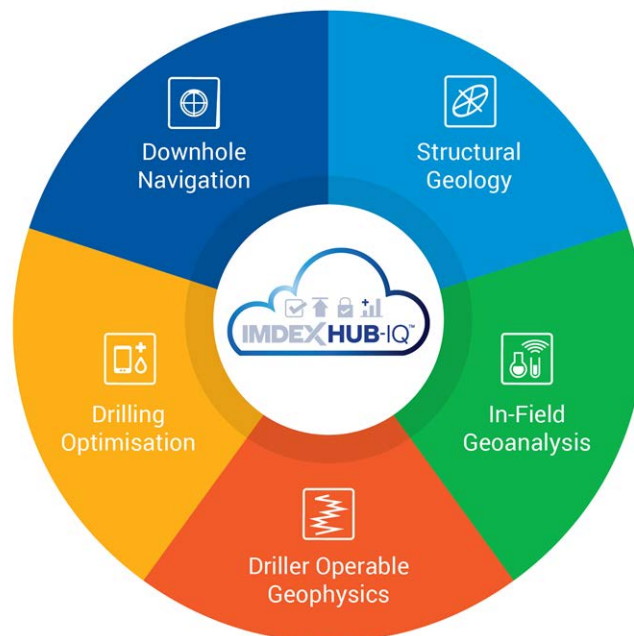 Downhole
Navigation
Structural
Geology
IMDEXHUB-IQ™
Drilling
Optimisation
In-Field
Geoanalysis
Driller Operable
Geophysics